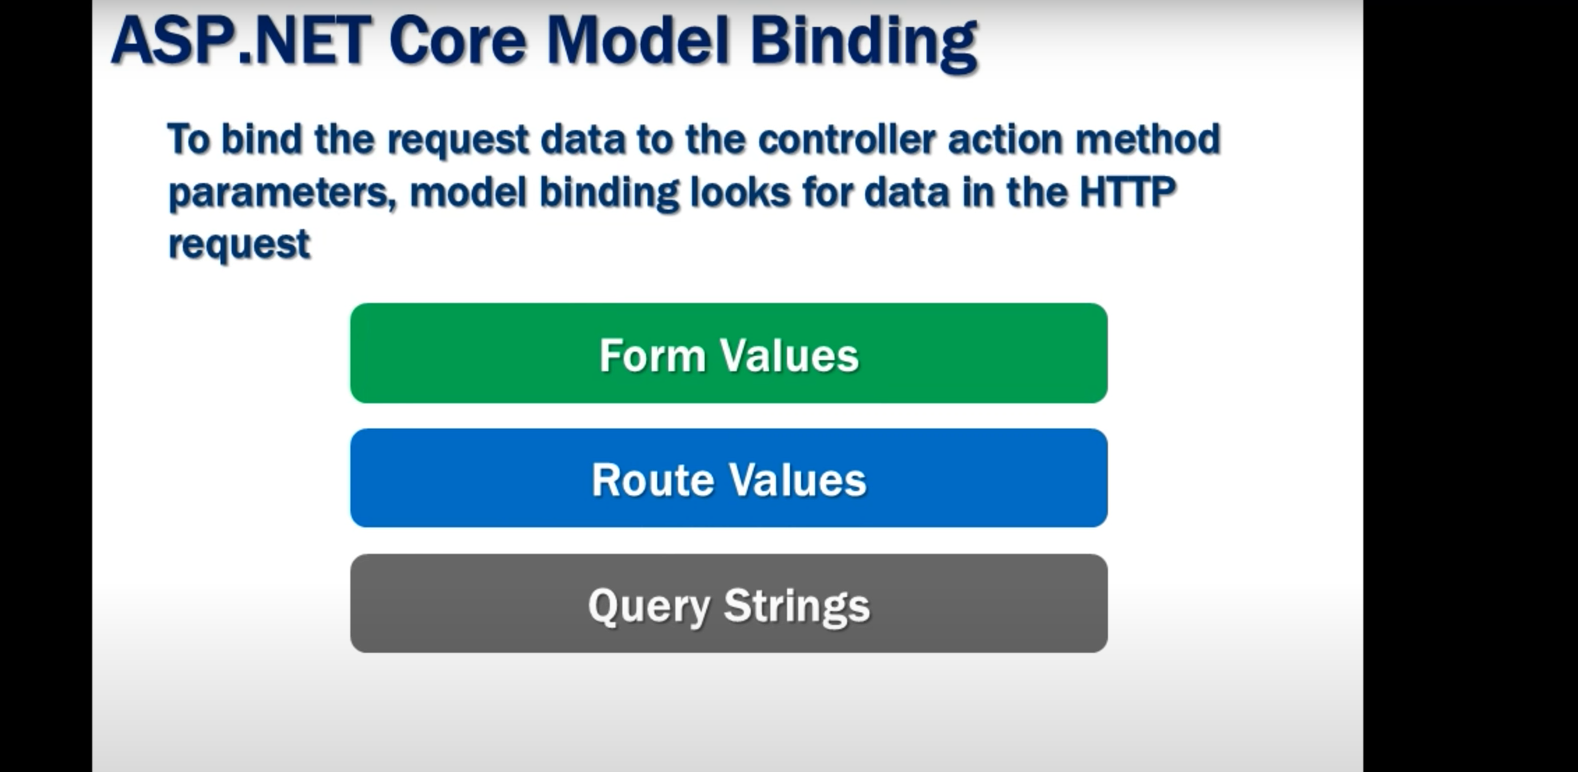 ASP.NET Core Model Binding
To bind the request data to the controller action method
parameters, model binding looks for data in the HTTP
request
Form Values
Route Values
Query Strings